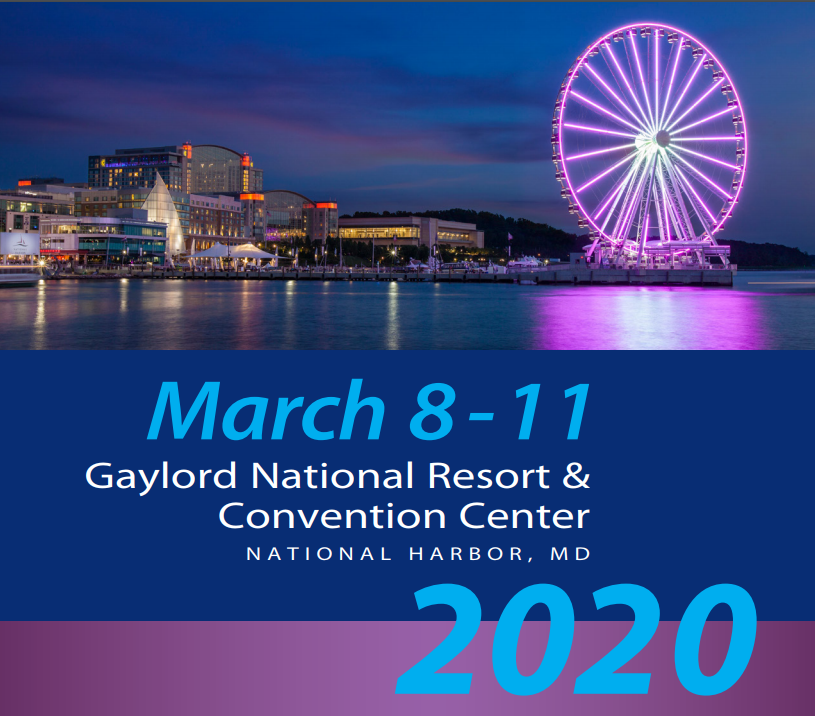 March 8-11
Gaylord National Resort &
Convention Center
NATIONAL HARBOR, MD
2020